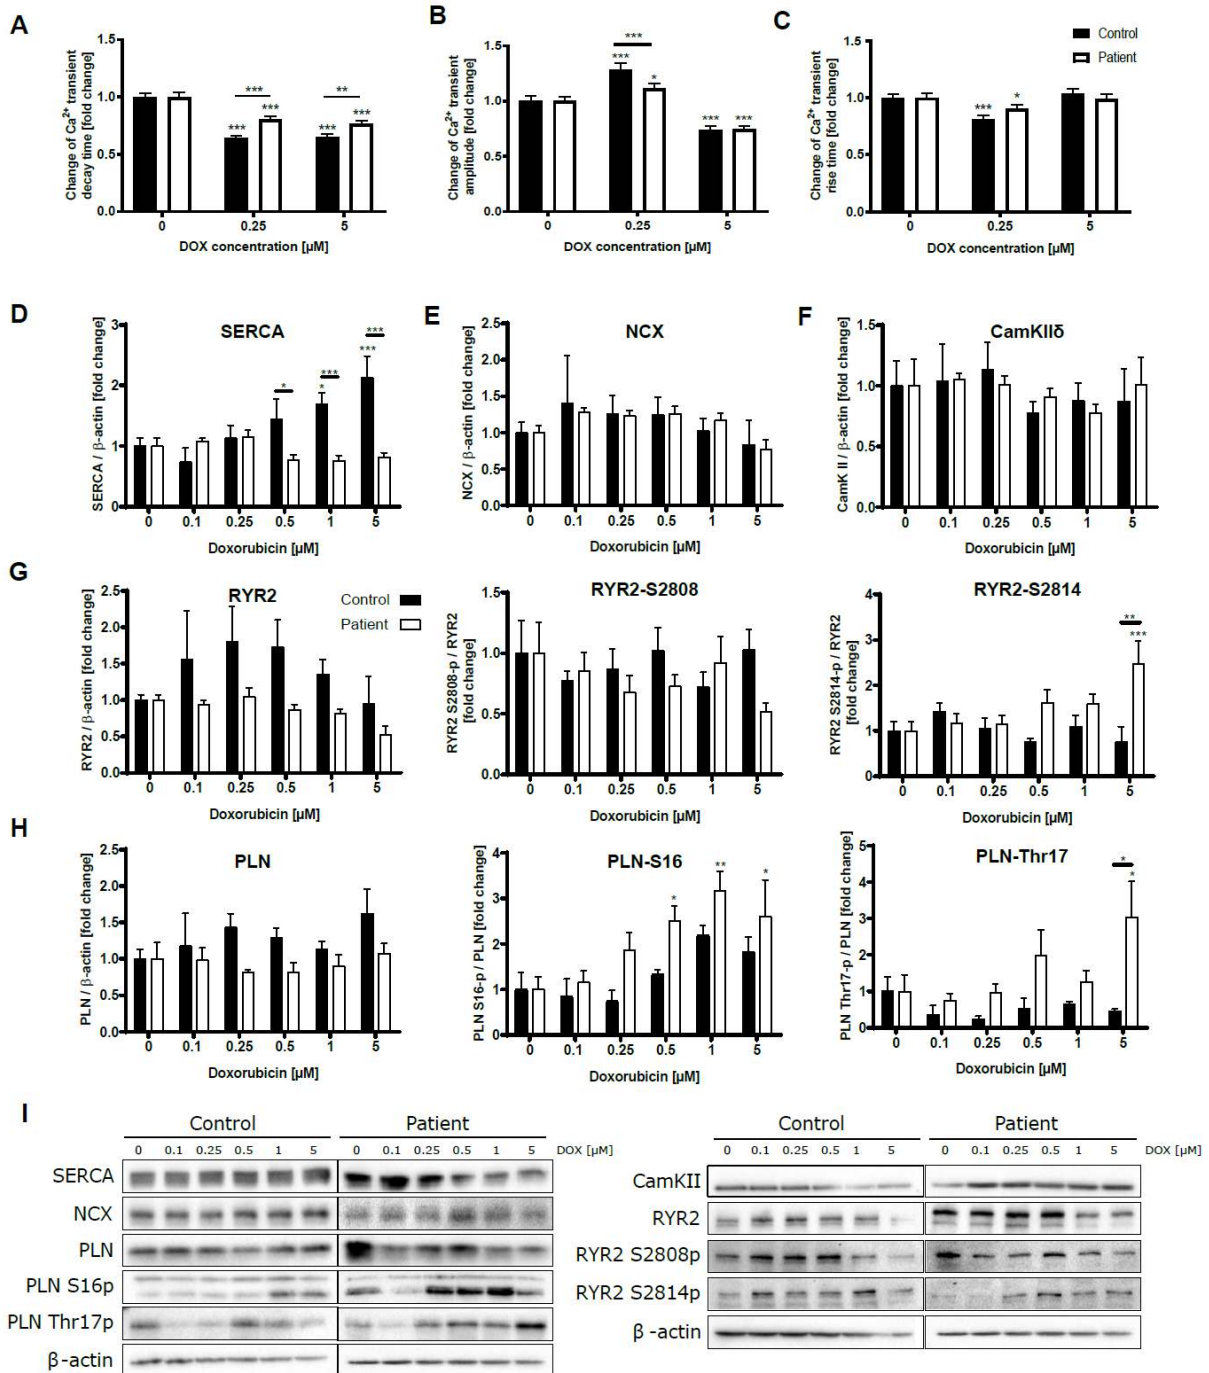 A
Change of Ca2+ transient
decay time [fold change]
1.5
1.0
0.5
0.0
***
**
***
***
***
***
0
0.25
5
DOX concentration [µM]
B
Change of Ca2+ transient
amplitude [fold change]
1.5
1.0
0.5
0.0
***
***
*
***
***
0
0.25
5
DOX concentration [µM]
C
Change of Ca2+ transient
rise time [fold change]
1.5
1.0
0.5
0.0
***
*
Control
Patient
0
0.25
5
DOX concentration [µM]
D
SERCA
SERCA / β-actin [fold change]
3
2
1
0
*
***
*
***
***
0 0.1 0.25 0.5 1 5
Doxorubicin [µM]
E
NCX
NCX / β-actin [fold change]
2.5
2.0
1.5
1.0
0.5
0.0
0 0.1 0.25 0.5 1 5
Doxorubicin [µM]
F
CamKIIδ
CamK II / β-actin [fold change]
1.5
1.0
0.5
0.0
0 0.1 0.25 0.5 1 5
Doxorubicin [µM]
G
RYR2
RYR2 / β-actin [fold change]
2.5
2.0
1.5
1.0
0.5
0.0
Control
Patient
0 0.1 0.25 0.5 1 5
Doxorubicin [µM]
RYR2-S2808
RYR2 S2808-p / RYR2
[fold change]
1.5
1.0
0.5
0.0
0 0.1 0.25 0.5 1 5
Doxorubicin [µM]
RYR2-S2814
RYR2 S2814-p / RYR2
[fold change]
4
3
2
1
0
**
***
0 0.1 0.25 0.5 1 5
Doxorubicin [µM]
H
PLN
PLN / β-actin [fold change]
2.5
2.0
1.5
1.0
0.5
0.0
0 0.1 0.25 0.5 1 5
Doxorubicin [µM]
PLN-S16
PLN S16-p / PLN [fold change]
4
3
2
1
0
*
**
*
0 0.1 0.25 0.5 1 5
Doxorubicin [µM]
PLN-Thr17
PLN Thr17-p / PLN [fold change]
5
4
3
2
1
0
*
*
0 0.1 0.25 0.5 1 5
Doxorubicin [µM]
I
Control Patient
0 0.1 0.25 0.5 1 5 0 0.1 0.25 0.5 1 5 DOX [µM]
SERCA
NCX
PLN
PLN S16p
PLN Thr17p
β-actin
Control Patient
0 0.1 0.25 0.5 1 5 0 0.1 0.25 0.5 1 5 DOX [µM]
CamKII
RYR2
RYR2 S2808p
RYR2 S2814p
β -actin